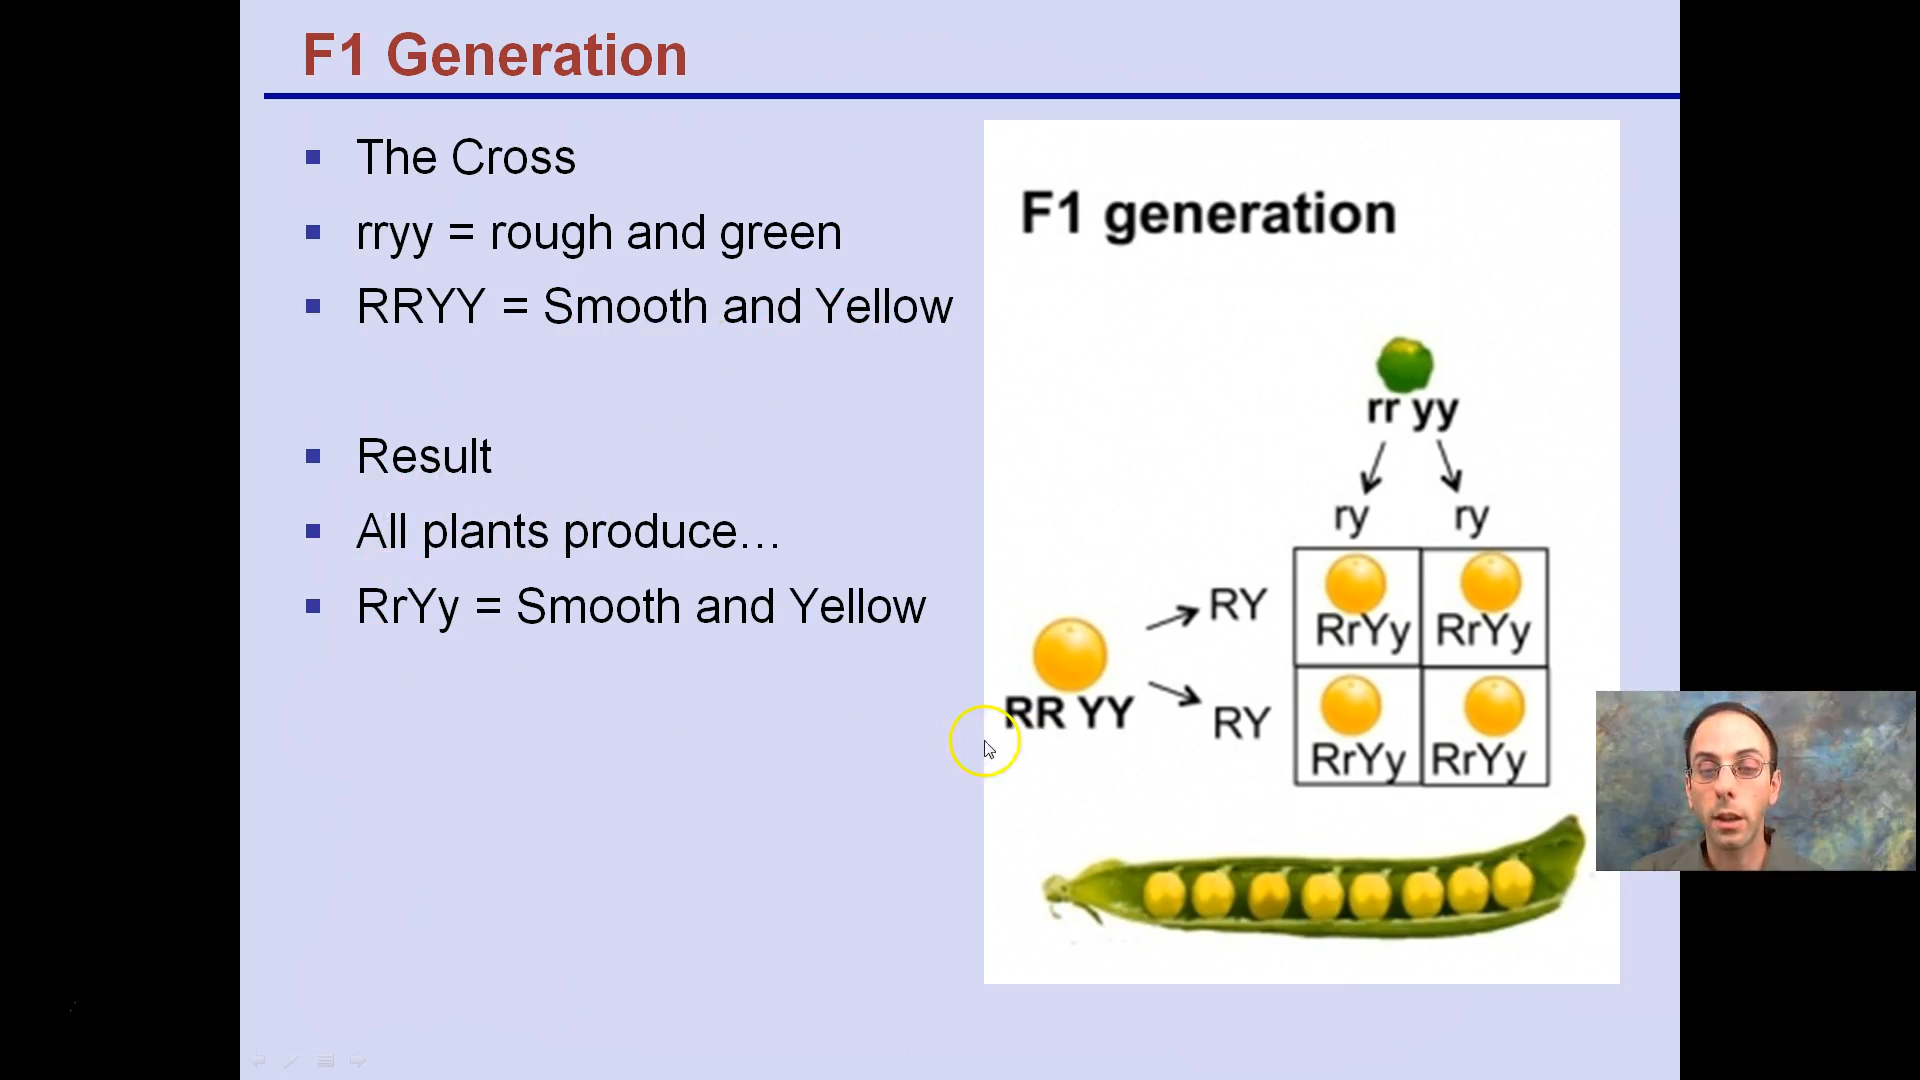 F1 Generation
The Cross
rryy = rough and green
RRYY = Smooth and Yellow
Result
All plants produce…
RrYy = Smooth and Yellow
F1 generation
rr yy
ry ry
RY
RrYy RrYy
RR YY
RY
RrYy RrYy